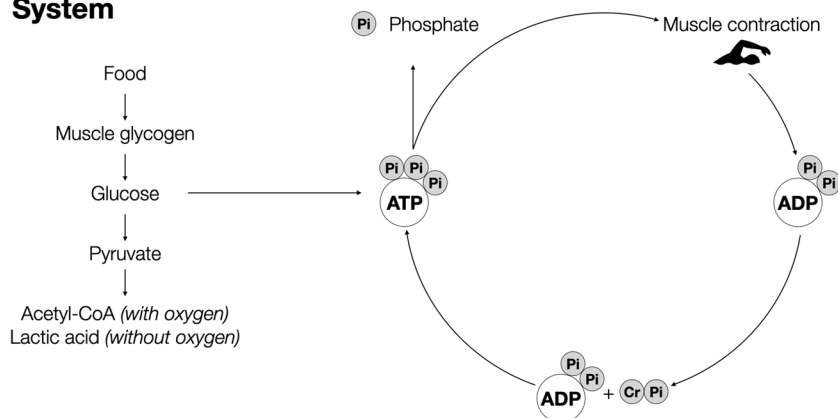 System
Pi Phosphate
Muscle contraction
Food
Muscle glycogen
Glucose
Pyruvate
Acetyl-CoA (with oxygen)
Lactic acid (without oxygen)
Pi Pi
Pi
ATP
Pi
Pi
ADP
Pi
Pi
ADP + Cr Pi